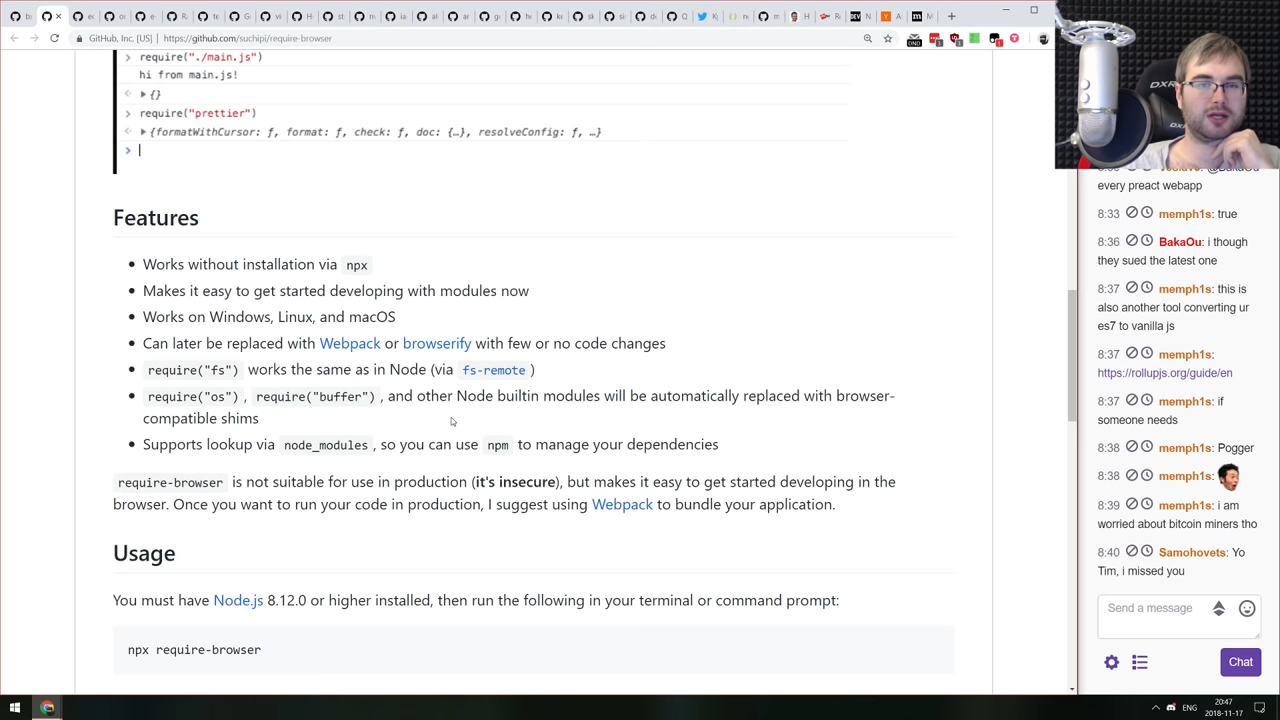 GitHub, Inc. [US] | https://github.com/suchipi/require-browser
> require("./main.js")
hi from main.js!
{}
> require("prettier")
{formatWithCursor: ƒ, format: ƒ, check: ƒ, doc: {…}, resolveConfig: ƒ, …}
>
Features
Works without installation via npx
Makes it easy to get started developing with modules now
Works on Windows, Linux, and macOS
Can later be replaced with Webpack or browserify with few or no code changes
require("fs") works the same as in Node (via fs-remote )
require("os") , require("buffer") , and other Node builtin modules will be automatically replaced with browser-
compatible shims
Supports lookup via node_modules , so you can use npm to manage your dependencies
require-browser is not suitable for use in production (it's insecure), but makes it easy to get started developing in the
browser. Once you want to run your code in production, I suggest using Webpack to bundle your application.
Usage
You must have Node.js 8.12.0 or higher installed, then run the following in your terminal or command prompt:
npx require-browser
DXR
every preact webapp
8:33 memph1s: true
8:36 BakaOu: i though
they sued the latest one
8:37 memph1s: this is
also another tool converting ur
es7 to vanilla js
8:37 memph1s:
https://rollupjs.org/guide/en
8:37 memph1s: if
someone needs
8:38 memph1s: Pogger
8:38 memph1s:
8:39 memph1s: i am
worried about bitcoin miners tho
8:40 Samohovets: Yo
Tim, i missed you
Send a message
Chat
ENG
20:47
2018-11-17